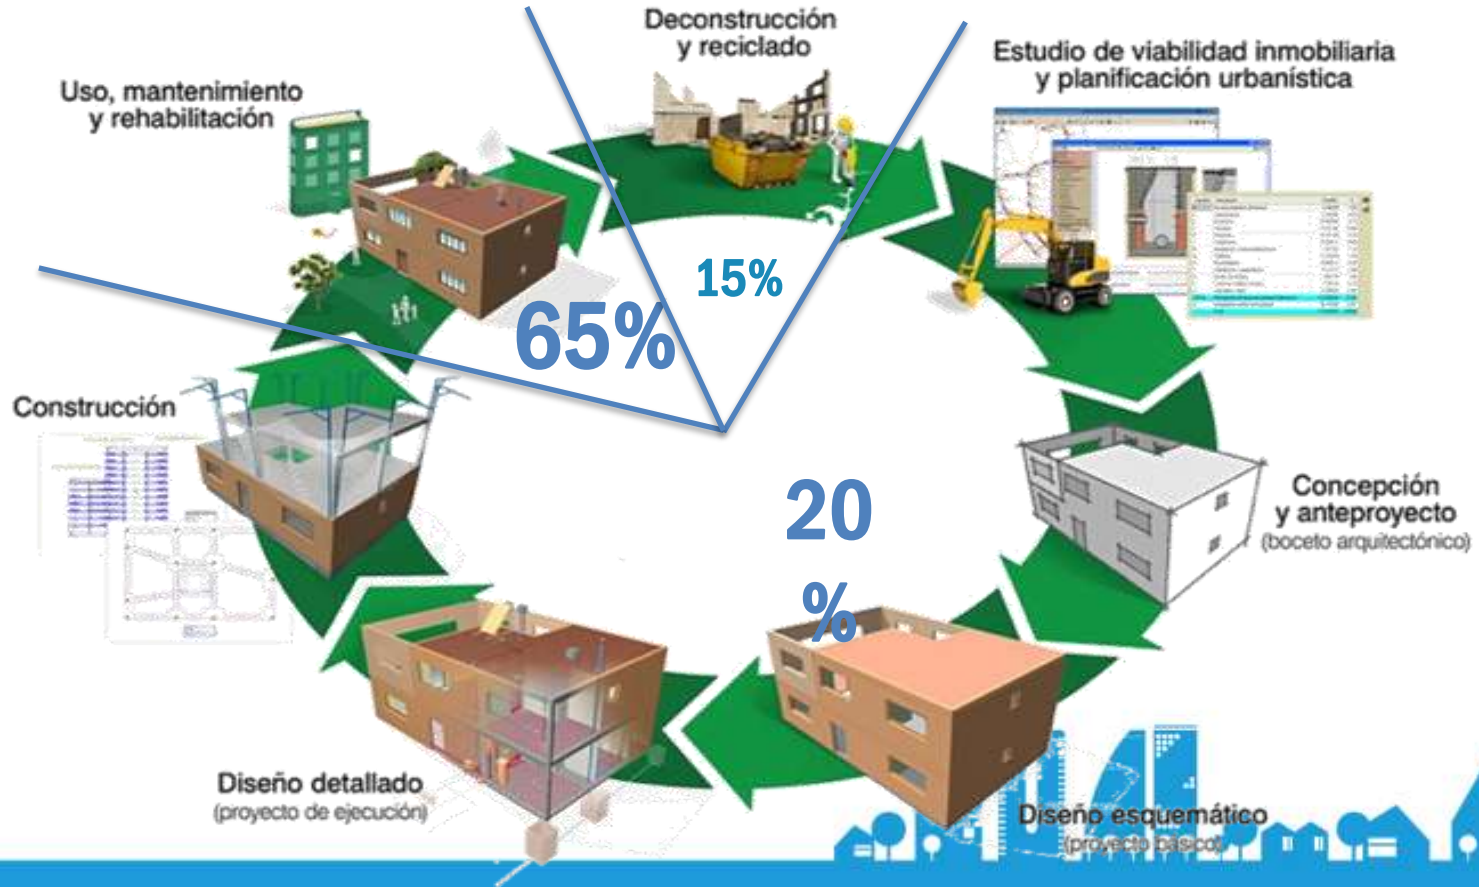 Deconstrucción
y reciclado
Estudio de viabilidad inmobiliaria
y planificación urbanística
Uso, mantenimiento
y rehabilitación
15%
65%
Construcción
20
%
Concepción
y anteproyecto
(boceto arquitectónico)
Diseño detallado
(proyecto de ejecución)
Diseño esquemático
(proyecto básico)